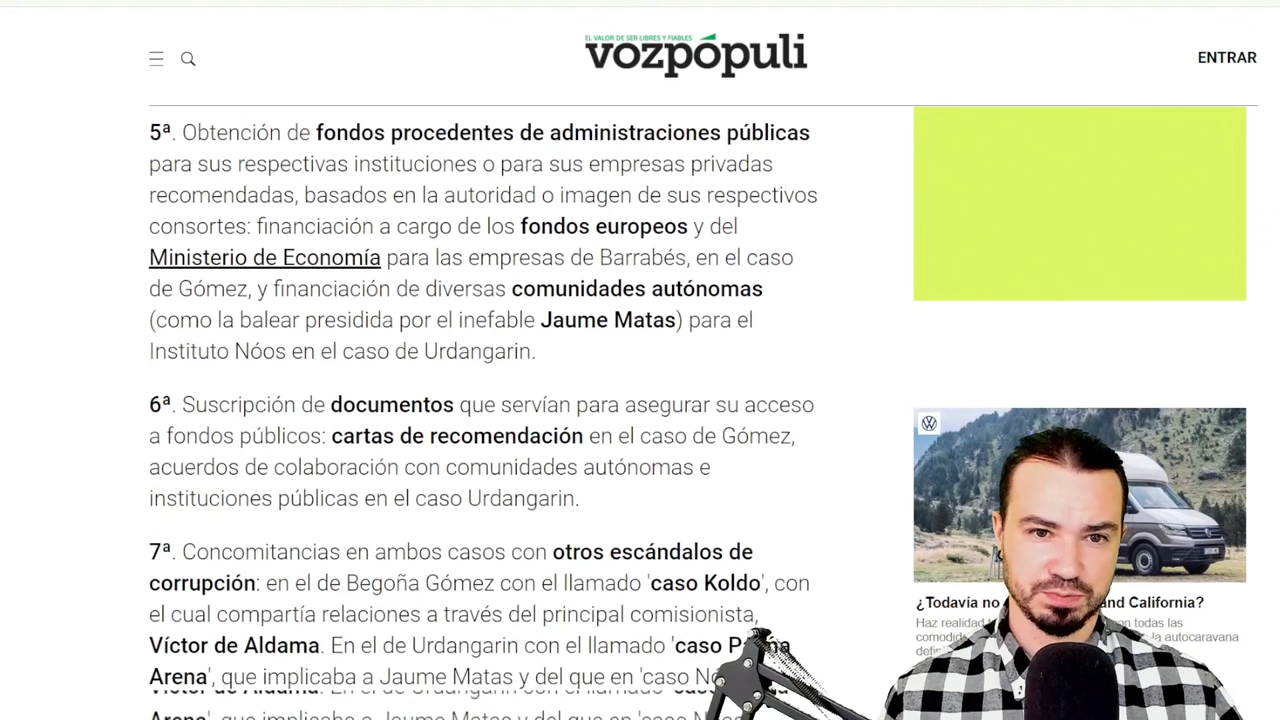 EL VALOR DE SER LIBRES Y FIABLES
vozpópuli
ENTRAR
5ª. Obtención de fondos procedentes de administraciones públicas
para sus respectivas instituciones o para sus empresas privadas
recomendadas, basados en la autoridad o imagen de sus respectivos
consortes: financiación a cargo de los fondos europeos y del
Ministerio de Economía para las empresas de Barrabés, en el caso
de Gómez, y financiación de diversas comunidades autónomas
(como la balear presidida por el inefable Jaume Matas) para el
Instituto Nóos en el caso de Urdangarin.
6ª. Suscripción de documentos que servían para asegurar su acceso
a fondos públicos: cartas de recomendación en el caso de Gómez,
acuerdos de colaboración con comunidades autónomas e
instituciones públicas en el caso Urdangarin.
7ª. Concomitancias en ambos casos con otros escándalos de
corrupción: en el de Begoña Gómez con el llamado 'caso Koldo', con
el cual compartía relaciones a través del principal comisionista,
Víctor de Aldama. En el de Urdangarin con el llamado 'caso
Arena', que implicaba a Jaume Matas y del que en 'caso
¿Todavía no and California?
Haz realidad con todas las
la autocaravana